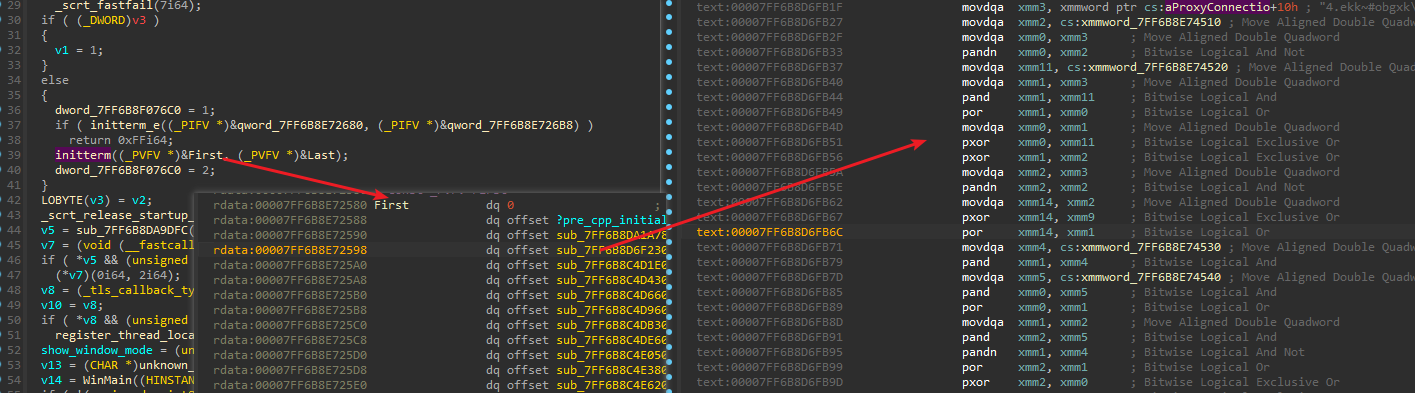 29 _scrt_fastfail(7i64);
30 if ( (_DWORD)v3 )
31 {
32 v1 = 1;
33 }
34 else
35 {
36 dword_7FF6B8F076C0 = 1;
37 if ( initterm_e((_PIFV *)&qword_7FF6B8E72680, (_PIFV *)&qword_7FF6B8E726B8) )
38 return 0xFFi64;
39 initterm((_PVFV *)&First, (_PVFV *)&Last);
40 dword_7FF6B8F076C0 = 2;
41 }
42 LOBYTE(v3) = v2;
43 _scrt_release_startup_
44 v5 = sub_7FF6B8DA9DFC(
45 v7 = (void (__fastcall
46 if ( *v5 && (unsigned
47 (*v7)(0i64, 2i64);
48 v8 = (_tls_callback_ty
49 v10 = v8;
50 if ( *v8 && (unsigned
51 register_thread_loca
52 show_window_mode = (un
53 v13 = (CHAR *)unknown_
54 v14 = WinMain((HINSTAN
rdata:00007FF6B8E72580 First dq 0 ;
rdata:00007FF6B8E72588 dq offset ?pre_cpp_initial
rdata:00007FF6B8E72590 dq offset sub_7FF6B8DA1A78
rdata:00007FF6B8E72598 dq offset sub_7FF6B8D6F230
rdata:00007FF6B8E725A0 dq offset sub_7FF6B8C4D1E0
rdata:00007FF6B8E725A8 dq offset sub_7FF6B8C4D430
rdata:00007FF6B8E725B0 dq offset sub_7FF6B8C4D660
rdata:00007FF6B8E725B8 dq offset sub_7FF6B8C4D960
rdata:00007FF6B8E725C0 dq offset sub_7FF6B8C4DB30
rdata:00007FF6B8E725C8 dq offset sub_7FF6B8C4DE60
rdata:00007FF6B8E725D0 dq offset sub_7FF6B8C4E050
rdata:00007FF6B8E725D8 dq offset sub_7FF6B8C4E380
rdata:00007FF6B8E725E0 dq offset sub_7FF6B8C4E620
text:00007FF6B8D6FB1F movdqa xmm3, xmmword ptr cs:aProxyConnectio+10h ; "4.ekk~#obgxk\
text:00007FF6B8D6FB27 movdqa xmm2, cs:xmmword_7FF6B8E74510 ; Move Aligned Double Quadword
text:00007FF6B8D6FB2F movdqa xmm0, xmm3 ; Move Aligned Double Quadword
text:00007FF6B8D6FB33 pandn xmm0, xmm2 ; Bitwise Logical And Not
text:00007FF6B8D6FB37 movdqa xmm11, cs:xmmword_7FF6B8E74520 ; Move Aligned Double Quad
text:00007FF6B8D6FB40 movdqa xmm1, xmm3 ; Move Aligned Double Quadword
text:00007FF6B8D6FB44 pand xmm1, xmm11 ; Bitwise Logical And
text:00007FF6B8D6FB49 por xmm1, xmm0 ; Bitwise Logical Or
text:00007FF6B8D6FB4D movdqa xmm0, xmm1 ; Move Aligned Double Quadword
text:00007FF6B8D6FB51 pxor xmm0, xmm11 ; Bitwise Logical Exclusive Or
text:00007FF6B8D6FB56 pxor xmm1, xmm2 ; Bitwise Logical Exclusive Or
text:00007FF6B8D6FB5A movdqa xmm2, xmm3 ; Move Aligned Double Quadword
text:00007FF6B8D6FB5E pandn xmm2, xmm2 ; Bitwise Logical And Not
text:00007FF6B8D6FB62 movdqa xmm14, xmm2 ; Move Aligned Double Quadword
text:00007FF6B8D6FB67 pxor xmm14, xmm9 ; Bitwise Logical Exclusive Or
text:00007FF6B8D6FB6C por xmm14, xmm1 ; Bitwise Logical Or
text:00007FF6B8D6FB71 movdqa xmm4, cs:xmmword_7FF6B8E74530 ; Move Aligned Double Quadword
text:00007FF6B8D6FB79 pand xmm1, xmm4 ; Bitwise Logical And
text:00007FF6B8D6FB7D movdqa xmm5, cs:xmmword_7FF6B8E74540 ; Move Aligned Double Quadword
text:00007FF6B8D6FB85 pand xmm0, xmm5 ; Bitwise Logical And
text:00007FF6B8D6FB89 por xmm0, xmm1 ; Bitwise Logical Or
text:00007FF6B8D6FB8D movdqa xmm1, xmm2 ; Move Aligned Double Quadword
text:00007FF6B8D6FB91 pand xmm2, xmm5 ; Bitwise Logical And
text:00007FF6B8D6FB95 pandn xmm1, xmm4 ; Bitwise Logical And Not
text:00007FF6B8D6FB99 por xmm2, xmm1 ; Bitwise Logical Or
text:00007FF6B8D6FB9D pxor xmm2, xmm0 ; Bitwise Logical Exclusive Or